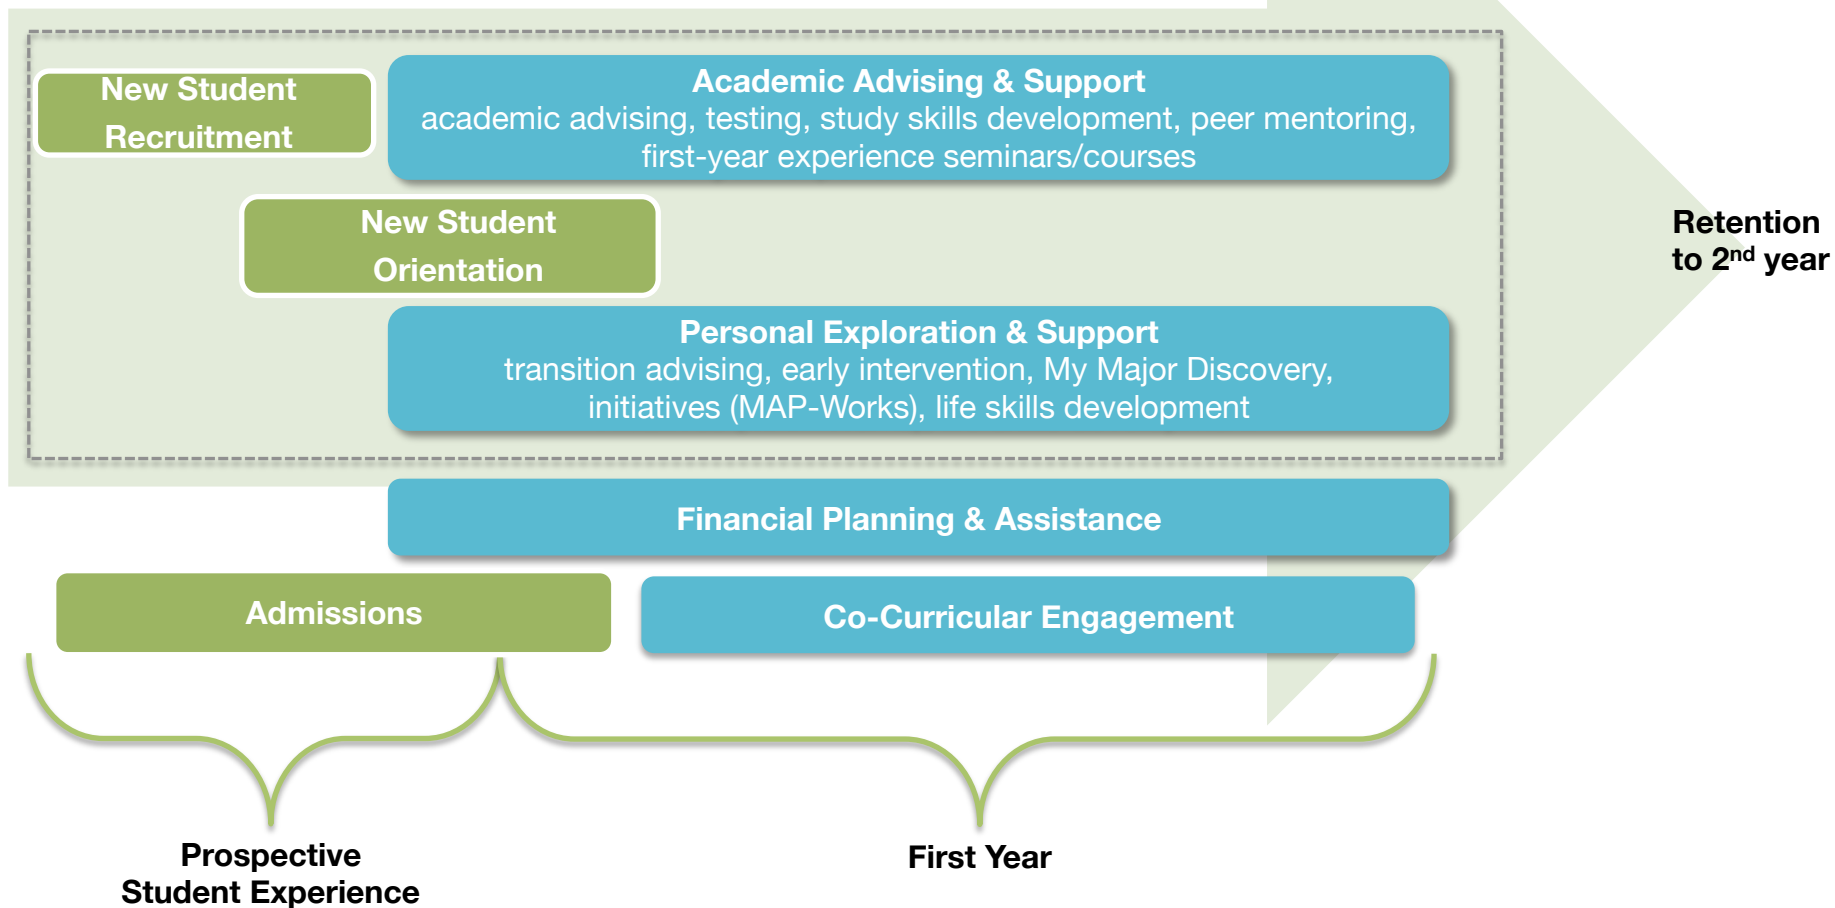 New Student
Recruitment
Academic Advising & Support
academic advising, testing, study skills development, peer mentoring,
first-year experience seminars/courses
New Student
Orientation
Retention
to 2nd year
Personal Exploration & Support
transition advising, early intervention, My Major Discovery,
initiatives (MAP-Works), life skills development
Financial Planning & Assistance
Admissions
Co-Curricular Engagement
Prospective
Student Experience
First Year